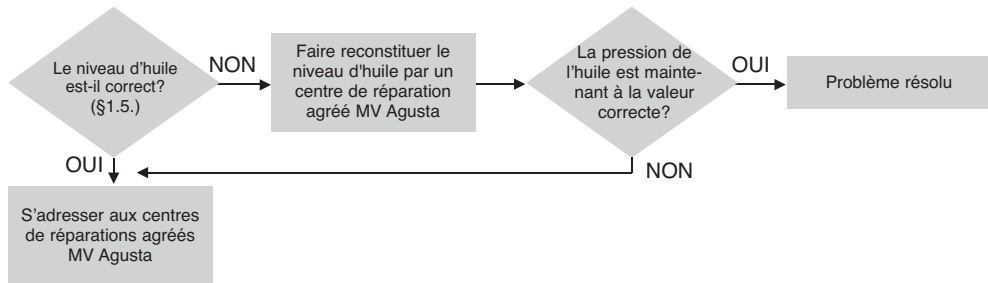 Le niveau d'huile
est-il correct?
(§1.5.)
NON
Faire reconstituer le
niveau d'huile par un
centre de réparation
agréé MV Agusta
La pression de
l'huile est mainte-
nant à la valeur
correcte?
OUI
Problème résolu
OUI
NON
S'adresser aux centres
de réparations agréés
MV Agusta